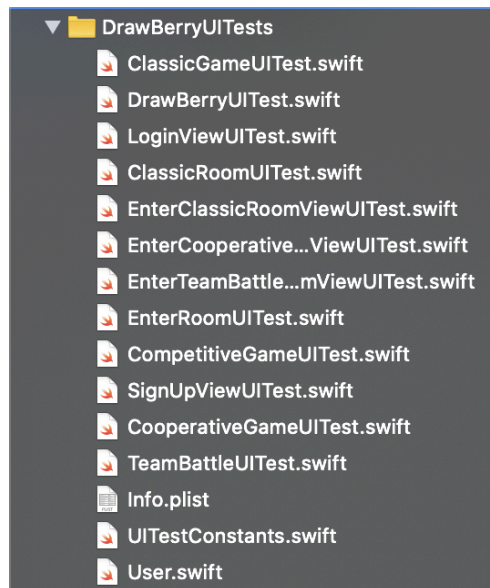 DrawBerryUITests
ClassicGameUITest.swift
DrawBerryUITest.swift
LoginViewUITest.swift
ClassicRoomUITest.swift
EnterClassicRoomViewUITest.swift
EnterCooperative...ViewUITest.swift
EnterTeamBattle...mViewUITest.swift
EnterRoomUITest.swift
CompetitiveGameUITest.swift
SignUpViewUITest.swift
CooperativeGameUITest.swift
TeamBattleUITest.swift
Info.plist
UITestConstants.swift
User.swift